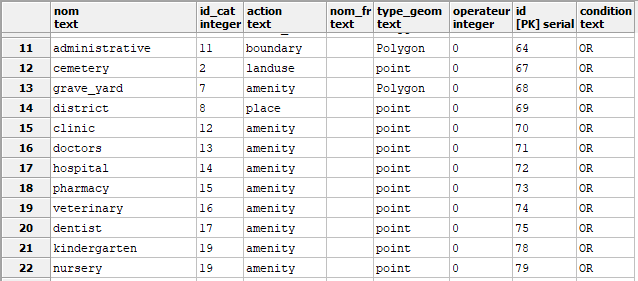 nom id_cat action nom_fr type_geom operateur id condition
text integer text text text integer [PK] serial text
11 administrative 11 boundary Polygon 0 64 OR
12 cemetery 2 landuse point 0 67 OR
13 grave_yard 7 amenity Polygon 0 68 OR
14 district 8 place point 0 69 OR
15 clinic 12 amenity point 0 70 OR
16 doctors 13 amenity point 0 71 OR
17 hospital 14 amenity point 0 72 OR
18 pharmacy 15 amenity point 0 73 OR
19 veterinary 16 amenity point 0 74 OR
20 dentist 17 amenity point 0 75 OR
21 kindergarten 19 amenity point 0 78 OR
22 nursery 19 amenity point 0 79 OR